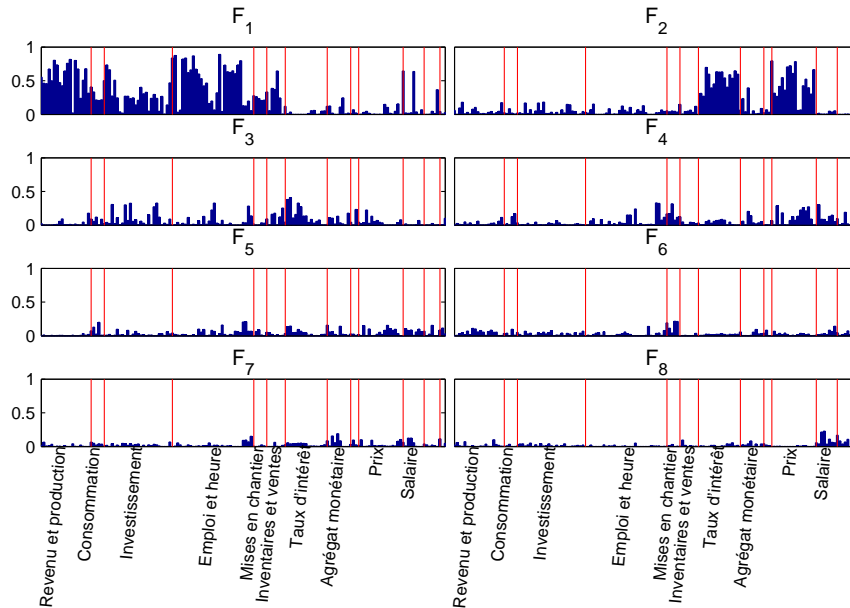 F1
F2
1
0.5
0
F3
F4
1
0.5
0
F5
F6
1
0.5
0
F7
F8
1
0.5
0
Revenu et production
Consommation
Investissement
Emploi et heure
Mises en chantier
Inventaires et ventes
Taux d'intérêt
Agrégat monétaire
Prix
Salaire
Revenu et production
Consommation
Investissement
Emploi et heure
Mises en chantier
Inventaires et ventes
Taux d'intérêt
Agrégat monétaire
Prix
Salaire